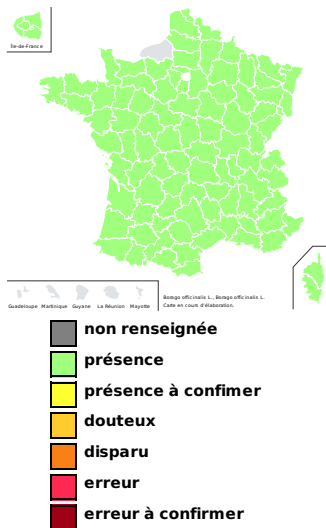 Île-de-France
Guadeloupe Martinique Guyane La Réunion Mayotte
Borago officinalis L., Borago officinalis L.
Carte en cours d'élaboration.
non renseignée
présence
présence à confimer
douteux
disparu
erreur
erreur à confirmer